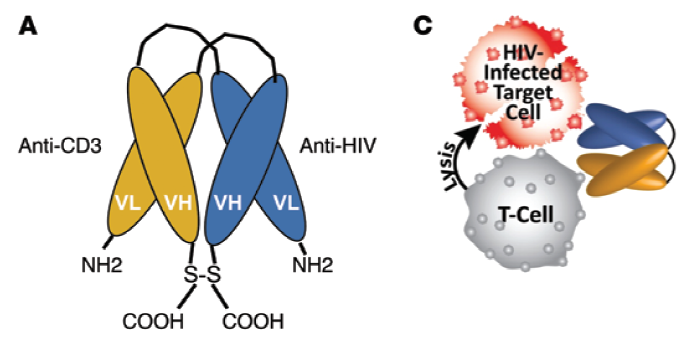 A
Anti-CD3
Anti-HIV
VL
VH
VH
VL
NH2
NH2
S-S
COOH
COOH
C
HIV-
Infected
Target
Cell
Lysis
T-Cell